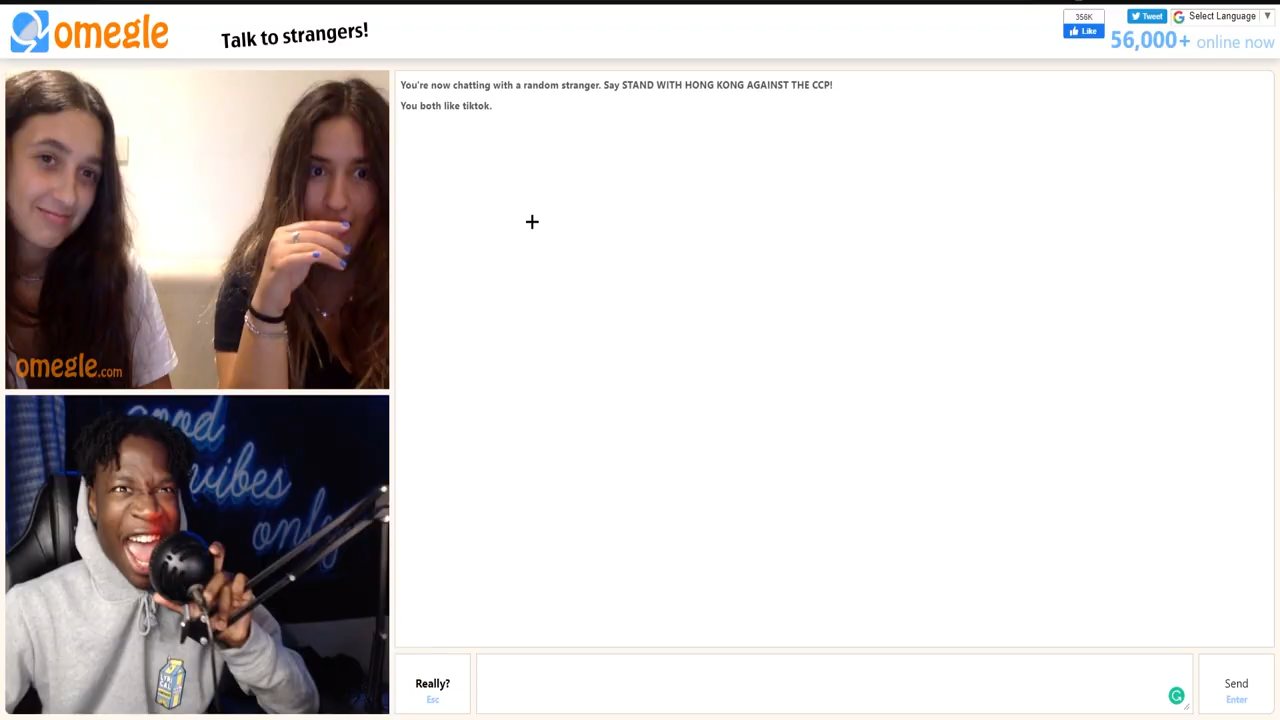 omegle
Talk to strangers!
356K
Like
Tweet
Select Language
56,000+ online now
You're now chatting with a random stranger. Say STAND WITH HONG KONG AGAINST THE CCP!
You both like tiktok.
omegle.com
good
vibes
only
LYRICAL
Really?
Esc
Send
Enter